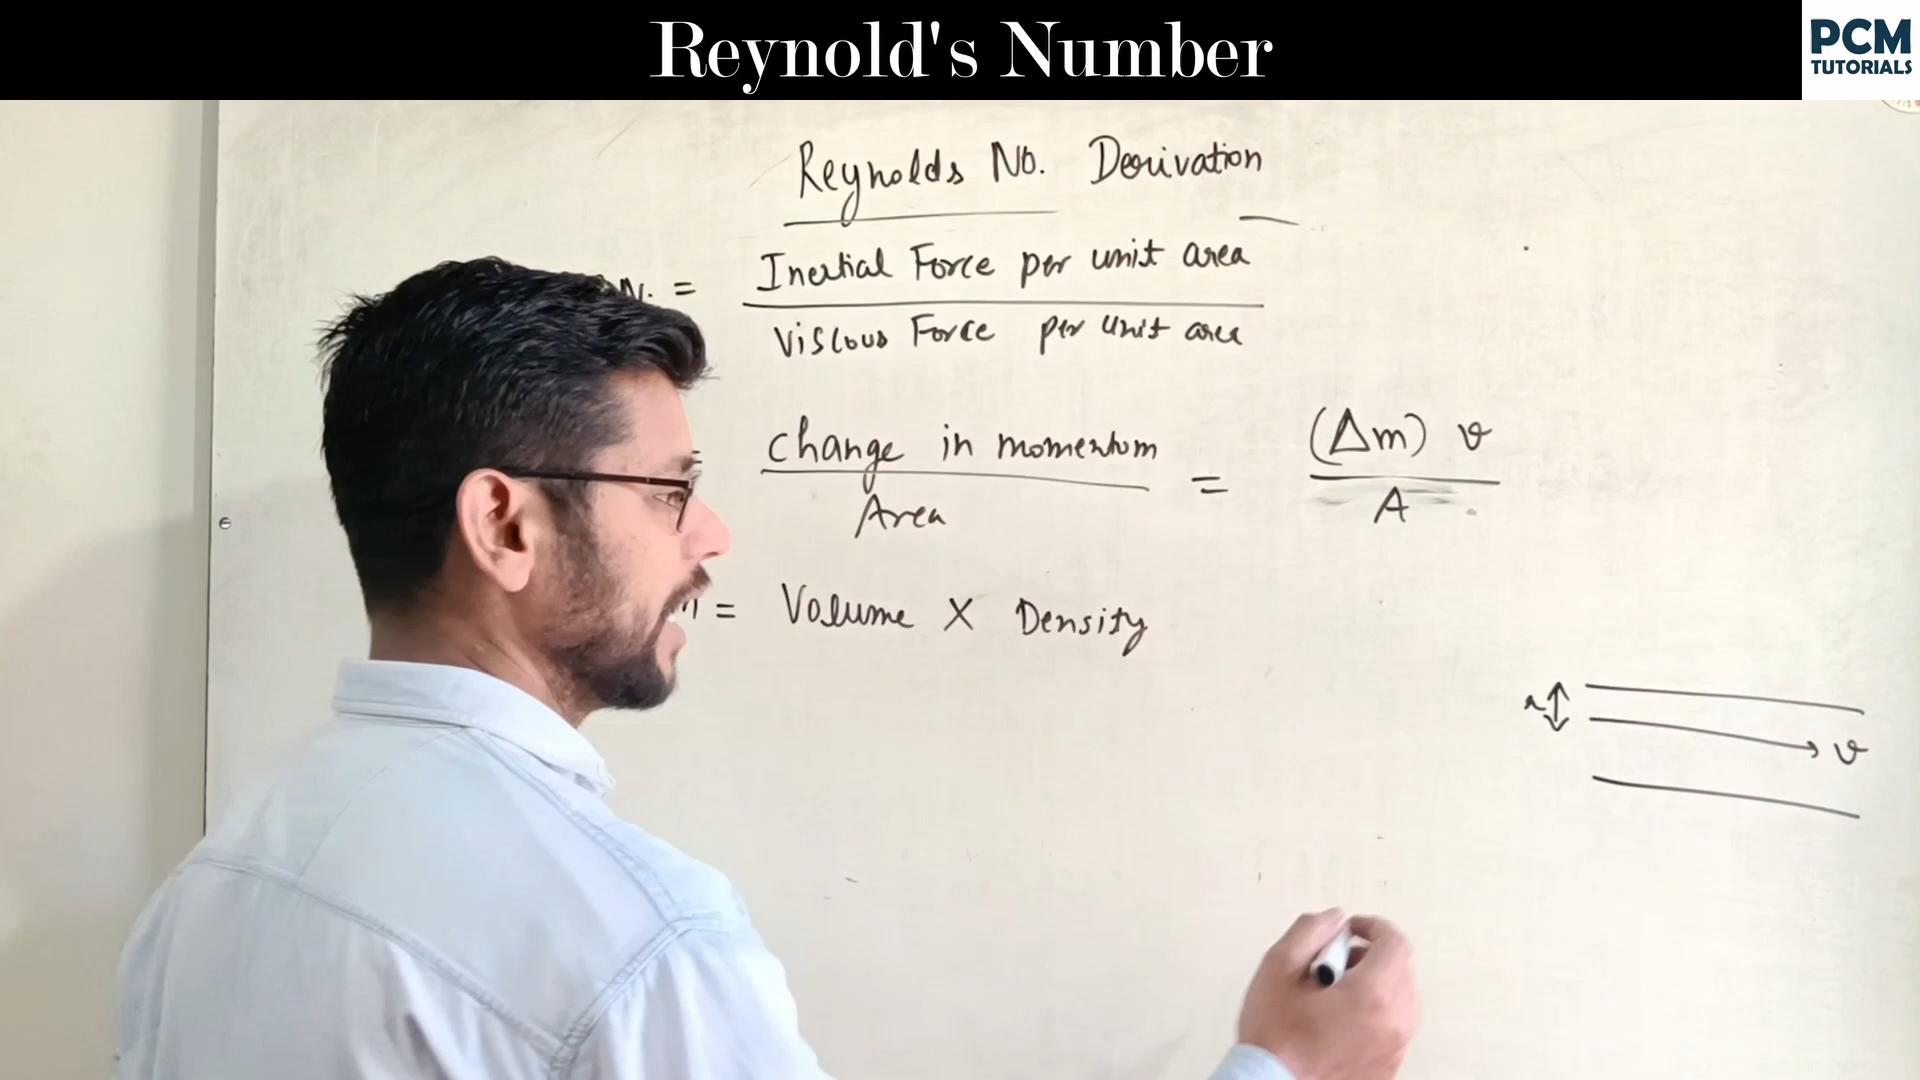 Reynold's Number
PCM
TUTORIALS
Reynolds No. Derivation
N. = Inertial Force per unit area
Viscous Force per unit area
Change in momentum = (Δm) v
Area A
= Volume X Density
r
v